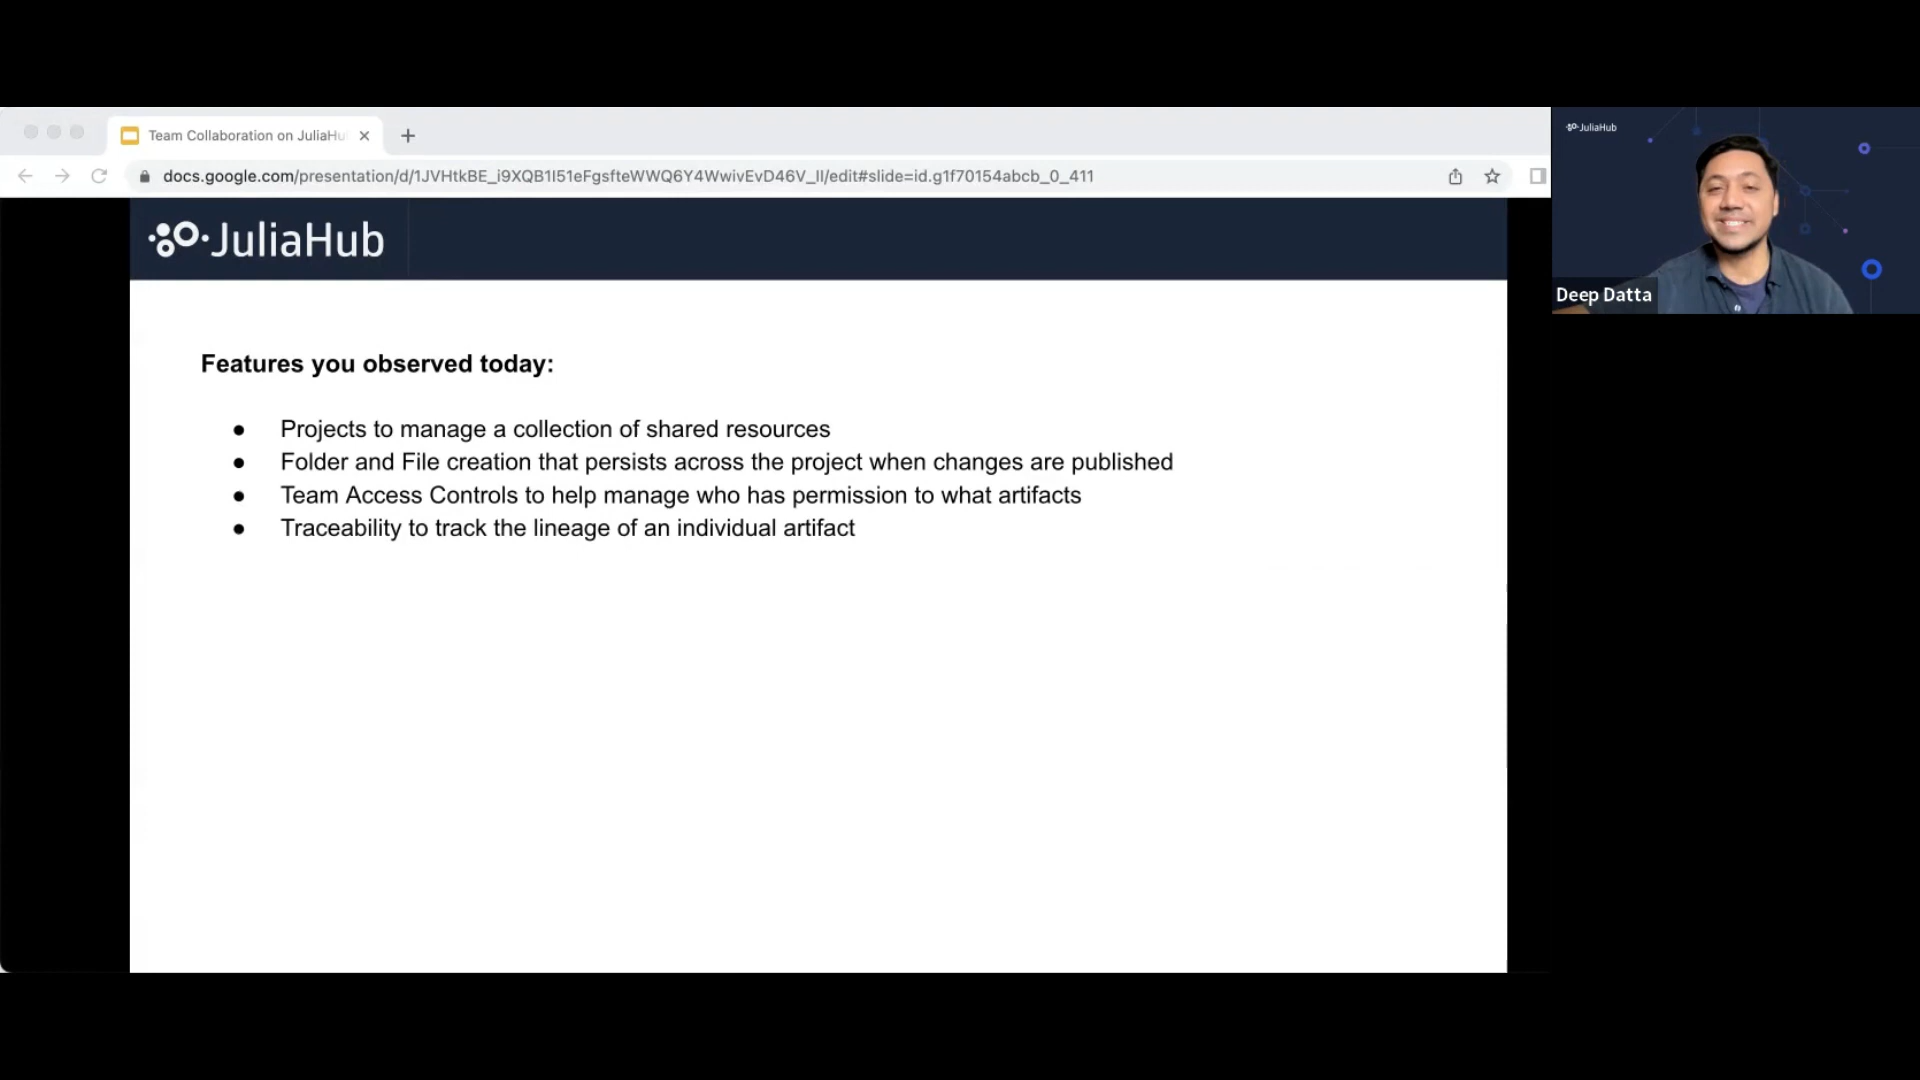 Team Collaboration on JuliaHu
docs.google.com/presentation/d/1JVHtkBE_i9XQB1I51eFgsfteWWQ6Y4WwivEvD46V_II/edit#slide=id.g1f70154abcb_0_411
JuliaHub
JuliaHub
Deep Datta
Features you observed today:
● Projects to manage a collection of shared resources
● Folder and File creation that persists across the project when changes are published
● Team Access Controls to help manage who has permission to what artifacts
● Traceability to track the lineage of an individual artifact